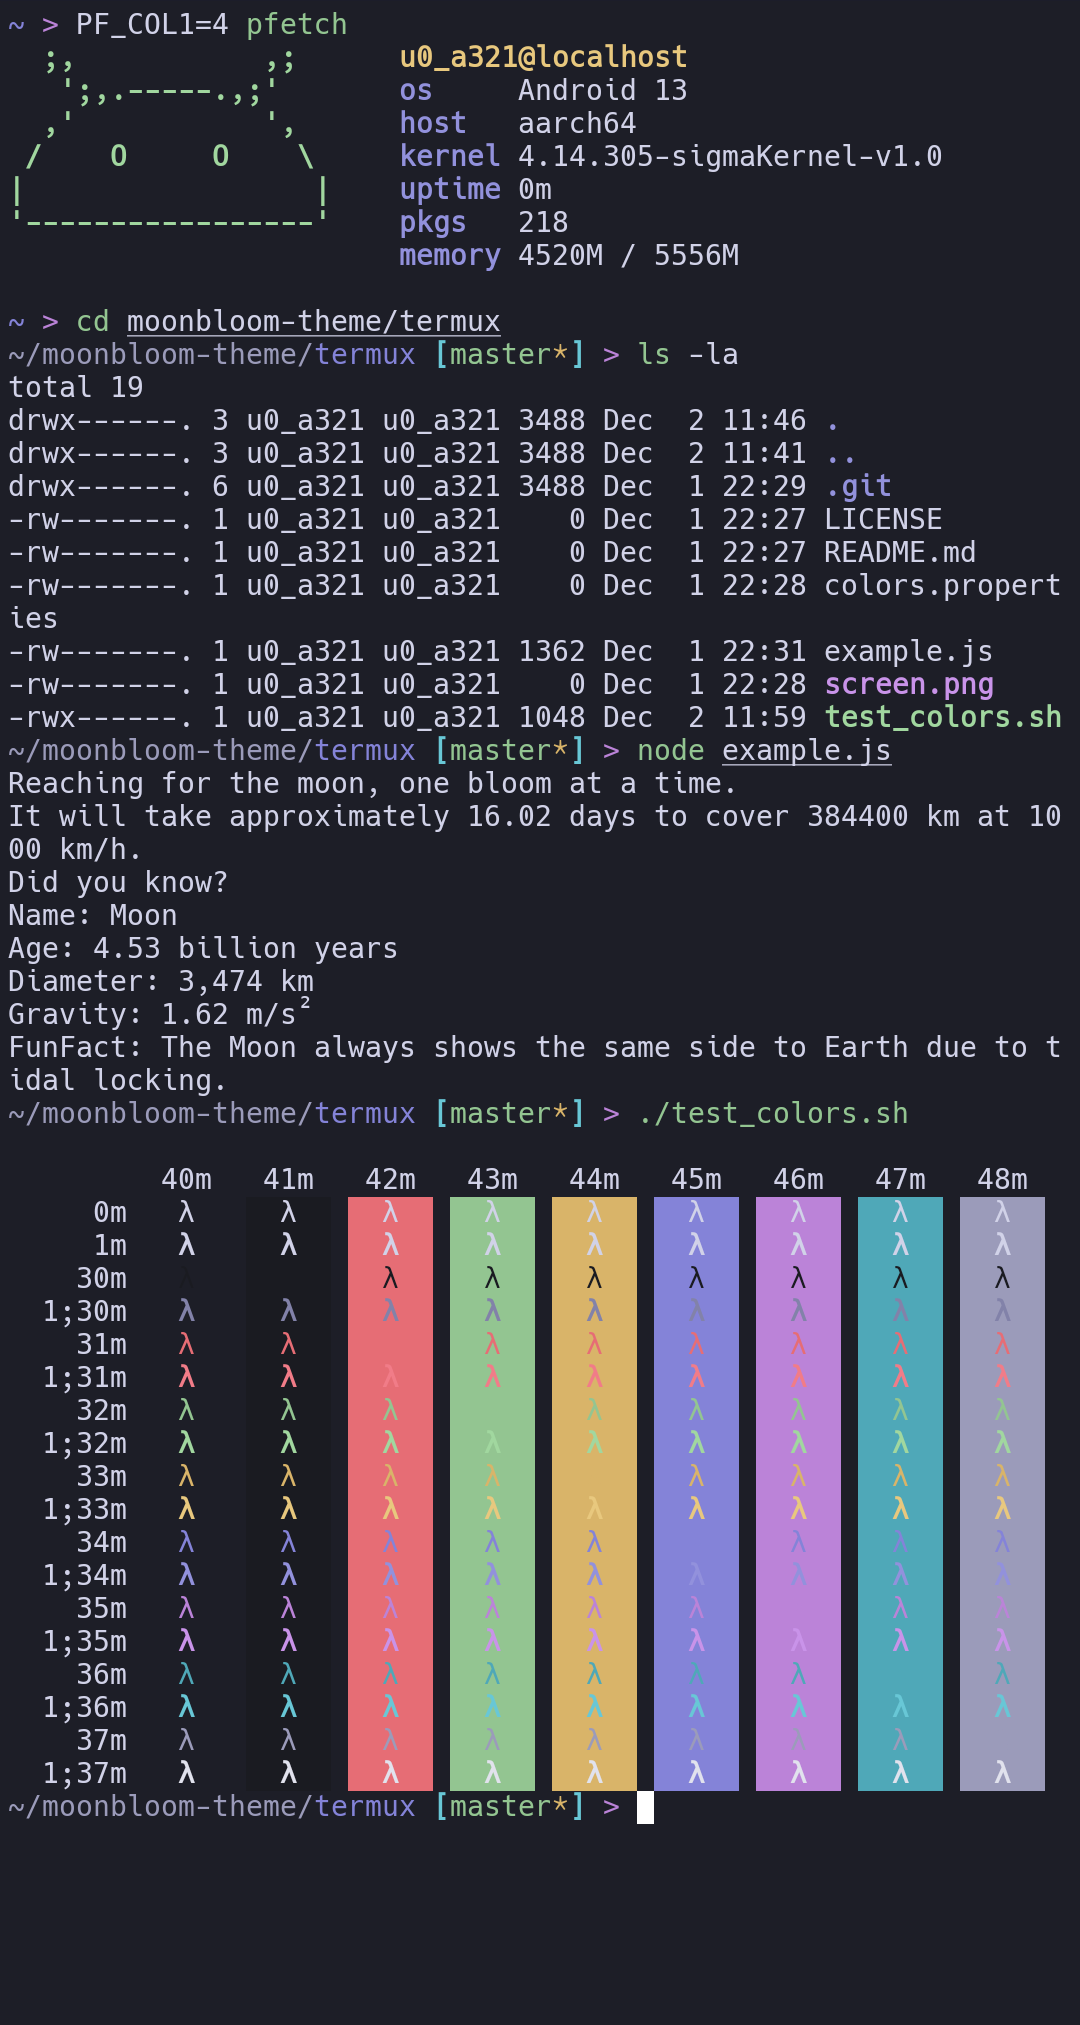 ~ > PF_COL1=4 pfetch
  ;,           ,;      u0_a321@localhost
   ';,.-----.,;'       os     Android 13
  ,'           ',      host   aarch64
 /    O     O    \     kernel 4.14.305-sigmaKernel-v1.0
|                 |    uptime 0m
'-----------------'    pkgs   218
                       memory 4520M / 5556M
~ > cd moonbloom-theme/termux
~/moonbloom-theme/termux [master*] > ls -la
total 19
drwx------. 3 u0_a321 u0_a321 3488 Dec  2 11:46 .
drwx------. 3 u0_a321 u0_a321 3488 Dec  2 11:41 ..
drwx------. 6 u0_a321 u0_a321 3488 Dec  1 22:29 .git
-rw-------. 1 u0_a321 u0_a321    0 Dec  1 22:27 LICENSE
-rw-------. 1 u0_a321 u0_a321    0 Dec  1 22:27 README.md
-rw-------. 1 u0_a321 u0_a321    0 Dec  1 22:28 colors.propert
ies
-rw-------. 1 u0_a321 u0_a321 1362 Dec  1 22:31 example.js
-rw-------. 1 u0_a321 u0_a321    0 Dec  1 22:28 screen.png
-rwx------. 1 u0_a321 u0_a321 1048 Dec  2 11:59 test_colors.sh
~/moonbloom-theme/termux [master*] > node example.js
Reaching for the moon, one bloom at a time.
It will take approximately 16.02 days to cover 384400 km at 10
00 km/h.
Did you know?
Name: Moon
Age: 4.53 billion years
Diameter: 3,474 km
Gravity: 1.62 m/s²
FunFact: The Moon always shows the same side to Earth due to t
idal locking.
~/moonbloom-theme/termux [master*] > ./test_colors.sh
         40m   41m   42m   43m   44m   45m   46m   47m   48m
     0m   λ     λ     λ     λ     λ     λ     λ     λ     λ
     1m   λ     λ     λ     λ     λ     λ     λ     λ     λ
    30m   λ           λ     λ     λ     λ     λ     λ     λ
  1;30m   λ     λ     λ     λ     λ     λ     λ     λ     λ
    31m   λ     λ           λ     λ     λ     λ     λ     λ
  1;31m   λ     λ     λ     λ     λ     λ     λ     λ     λ
    32m   λ     λ     λ           λ     λ     λ     λ     λ
  1;32m   λ     λ     λ     λ     λ     λ     λ     λ     λ
    33m   λ     λ     λ     λ           λ     λ     λ     λ
  1;33m   λ     λ     λ     λ     λ     λ     λ     λ     λ
    34m   λ     λ     λ     λ     λ           λ     λ     λ
  1;34m   λ     λ     λ     λ     λ     λ     λ     λ     λ
    35m   λ     λ     λ     λ     λ     λ           λ     λ
  1;35m   λ     λ     λ     λ     λ     λ     λ     λ     λ
    36m   λ     λ     λ     λ     λ     λ     λ           λ
  1;36m   λ     λ     λ     λ     λ     λ     λ     λ     λ
    37m   λ     λ     λ     λ     λ     λ     λ     λ
  1;37m   λ     λ     λ     λ     λ     λ     λ     λ     λ
~/moonbloom-theme/termux [master*] >